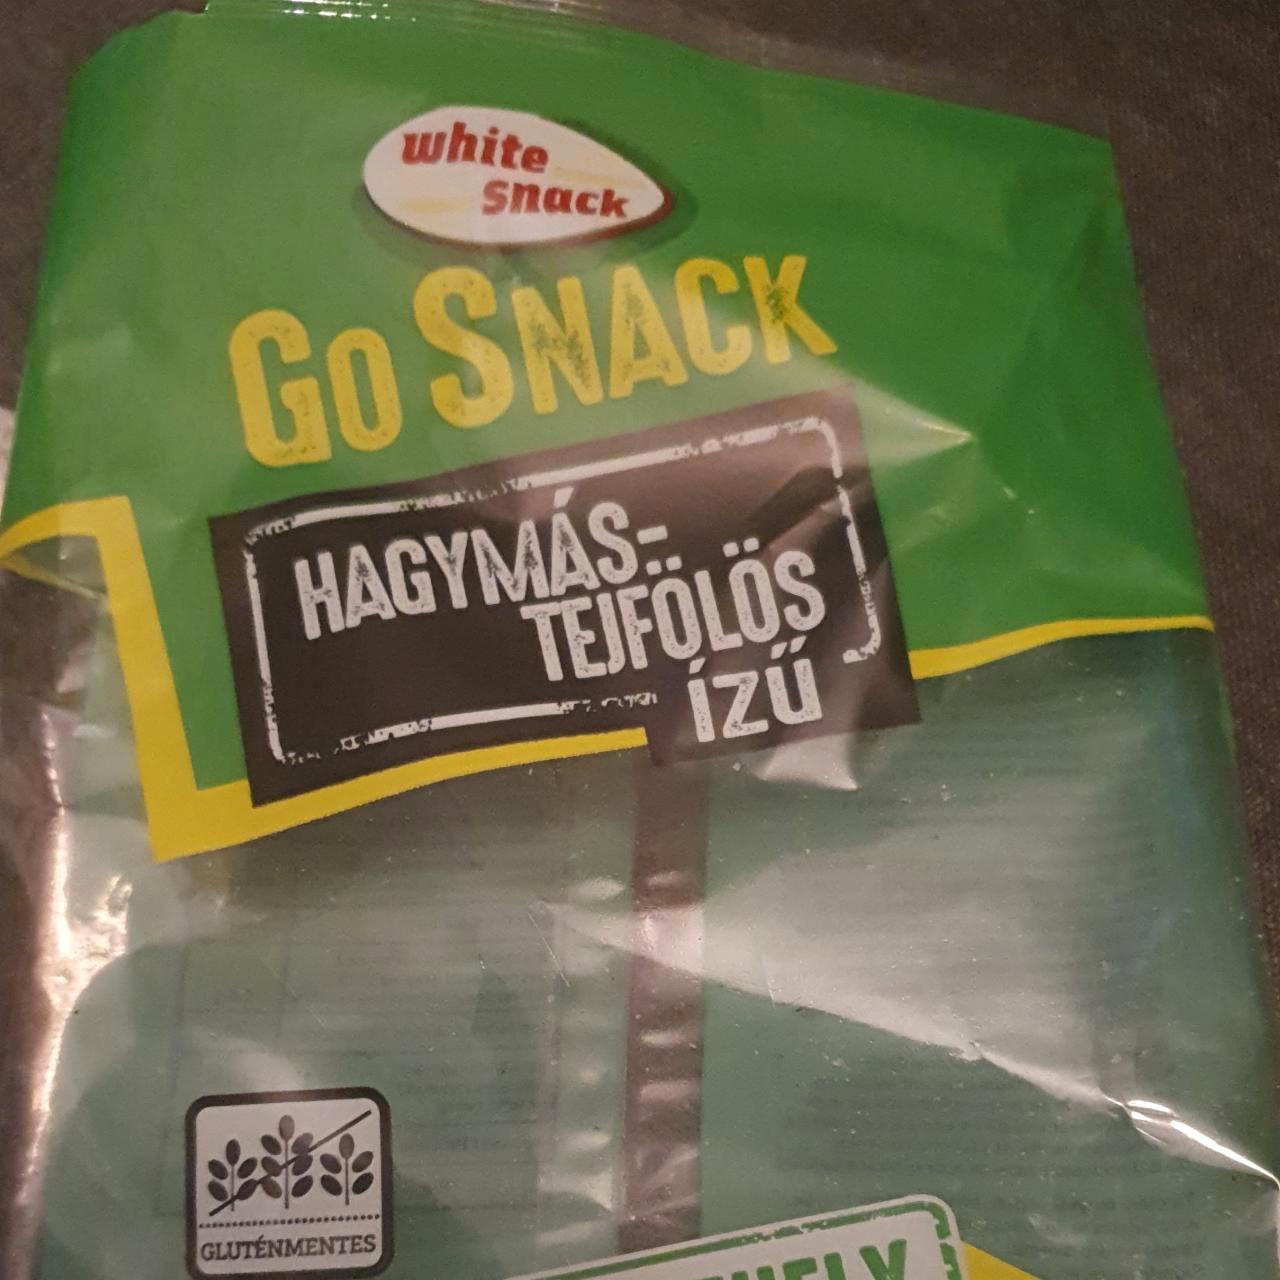 white
snack
GO SNACK
HAGYMÁS-
TEJFÖLÖS
ÍZŰ
GLUTÉNMENTES